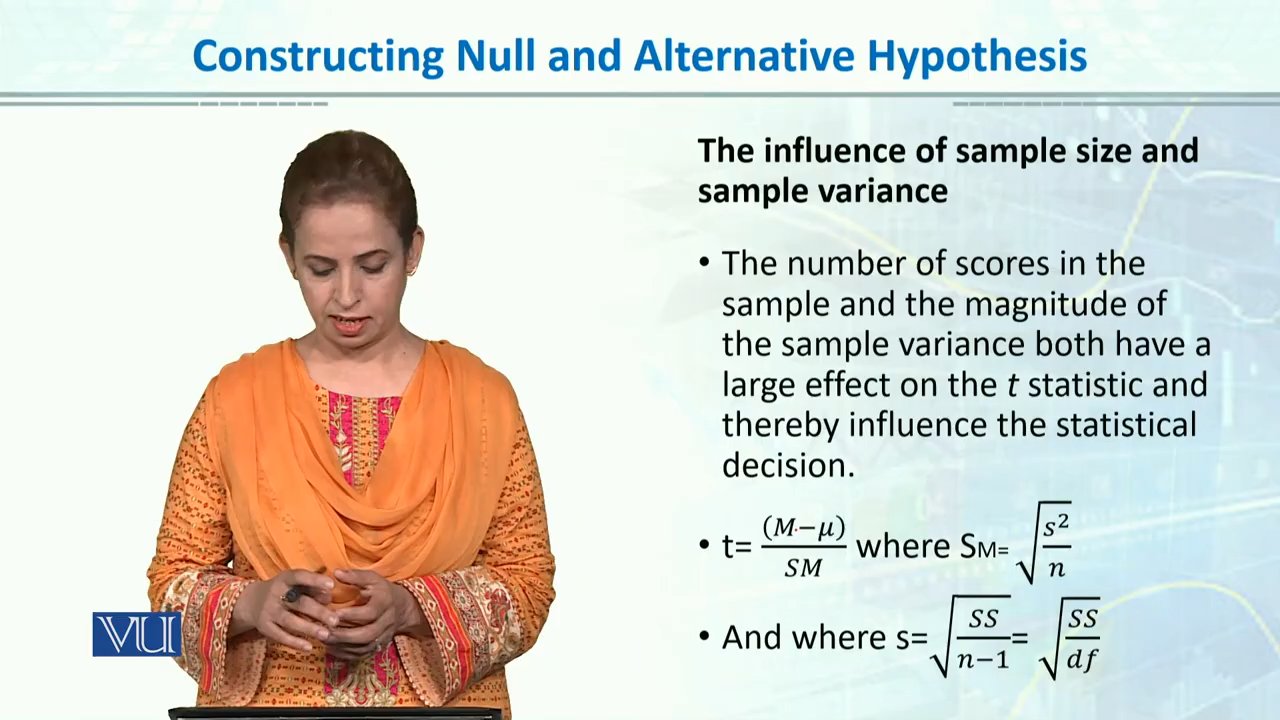 Constructing Null and Alternative Hypothesis
The influence of sample size and
sample variance
• The number of scores in the
sample and the magnitude of
the sample variance both have a
large effect on the t statistic and
thereby influence the statistical
decision.
• t= (M−μ)/SM where SM= √(s²/n)
• And where s= √(SS/(n−1)) = √(SS/df)
VU